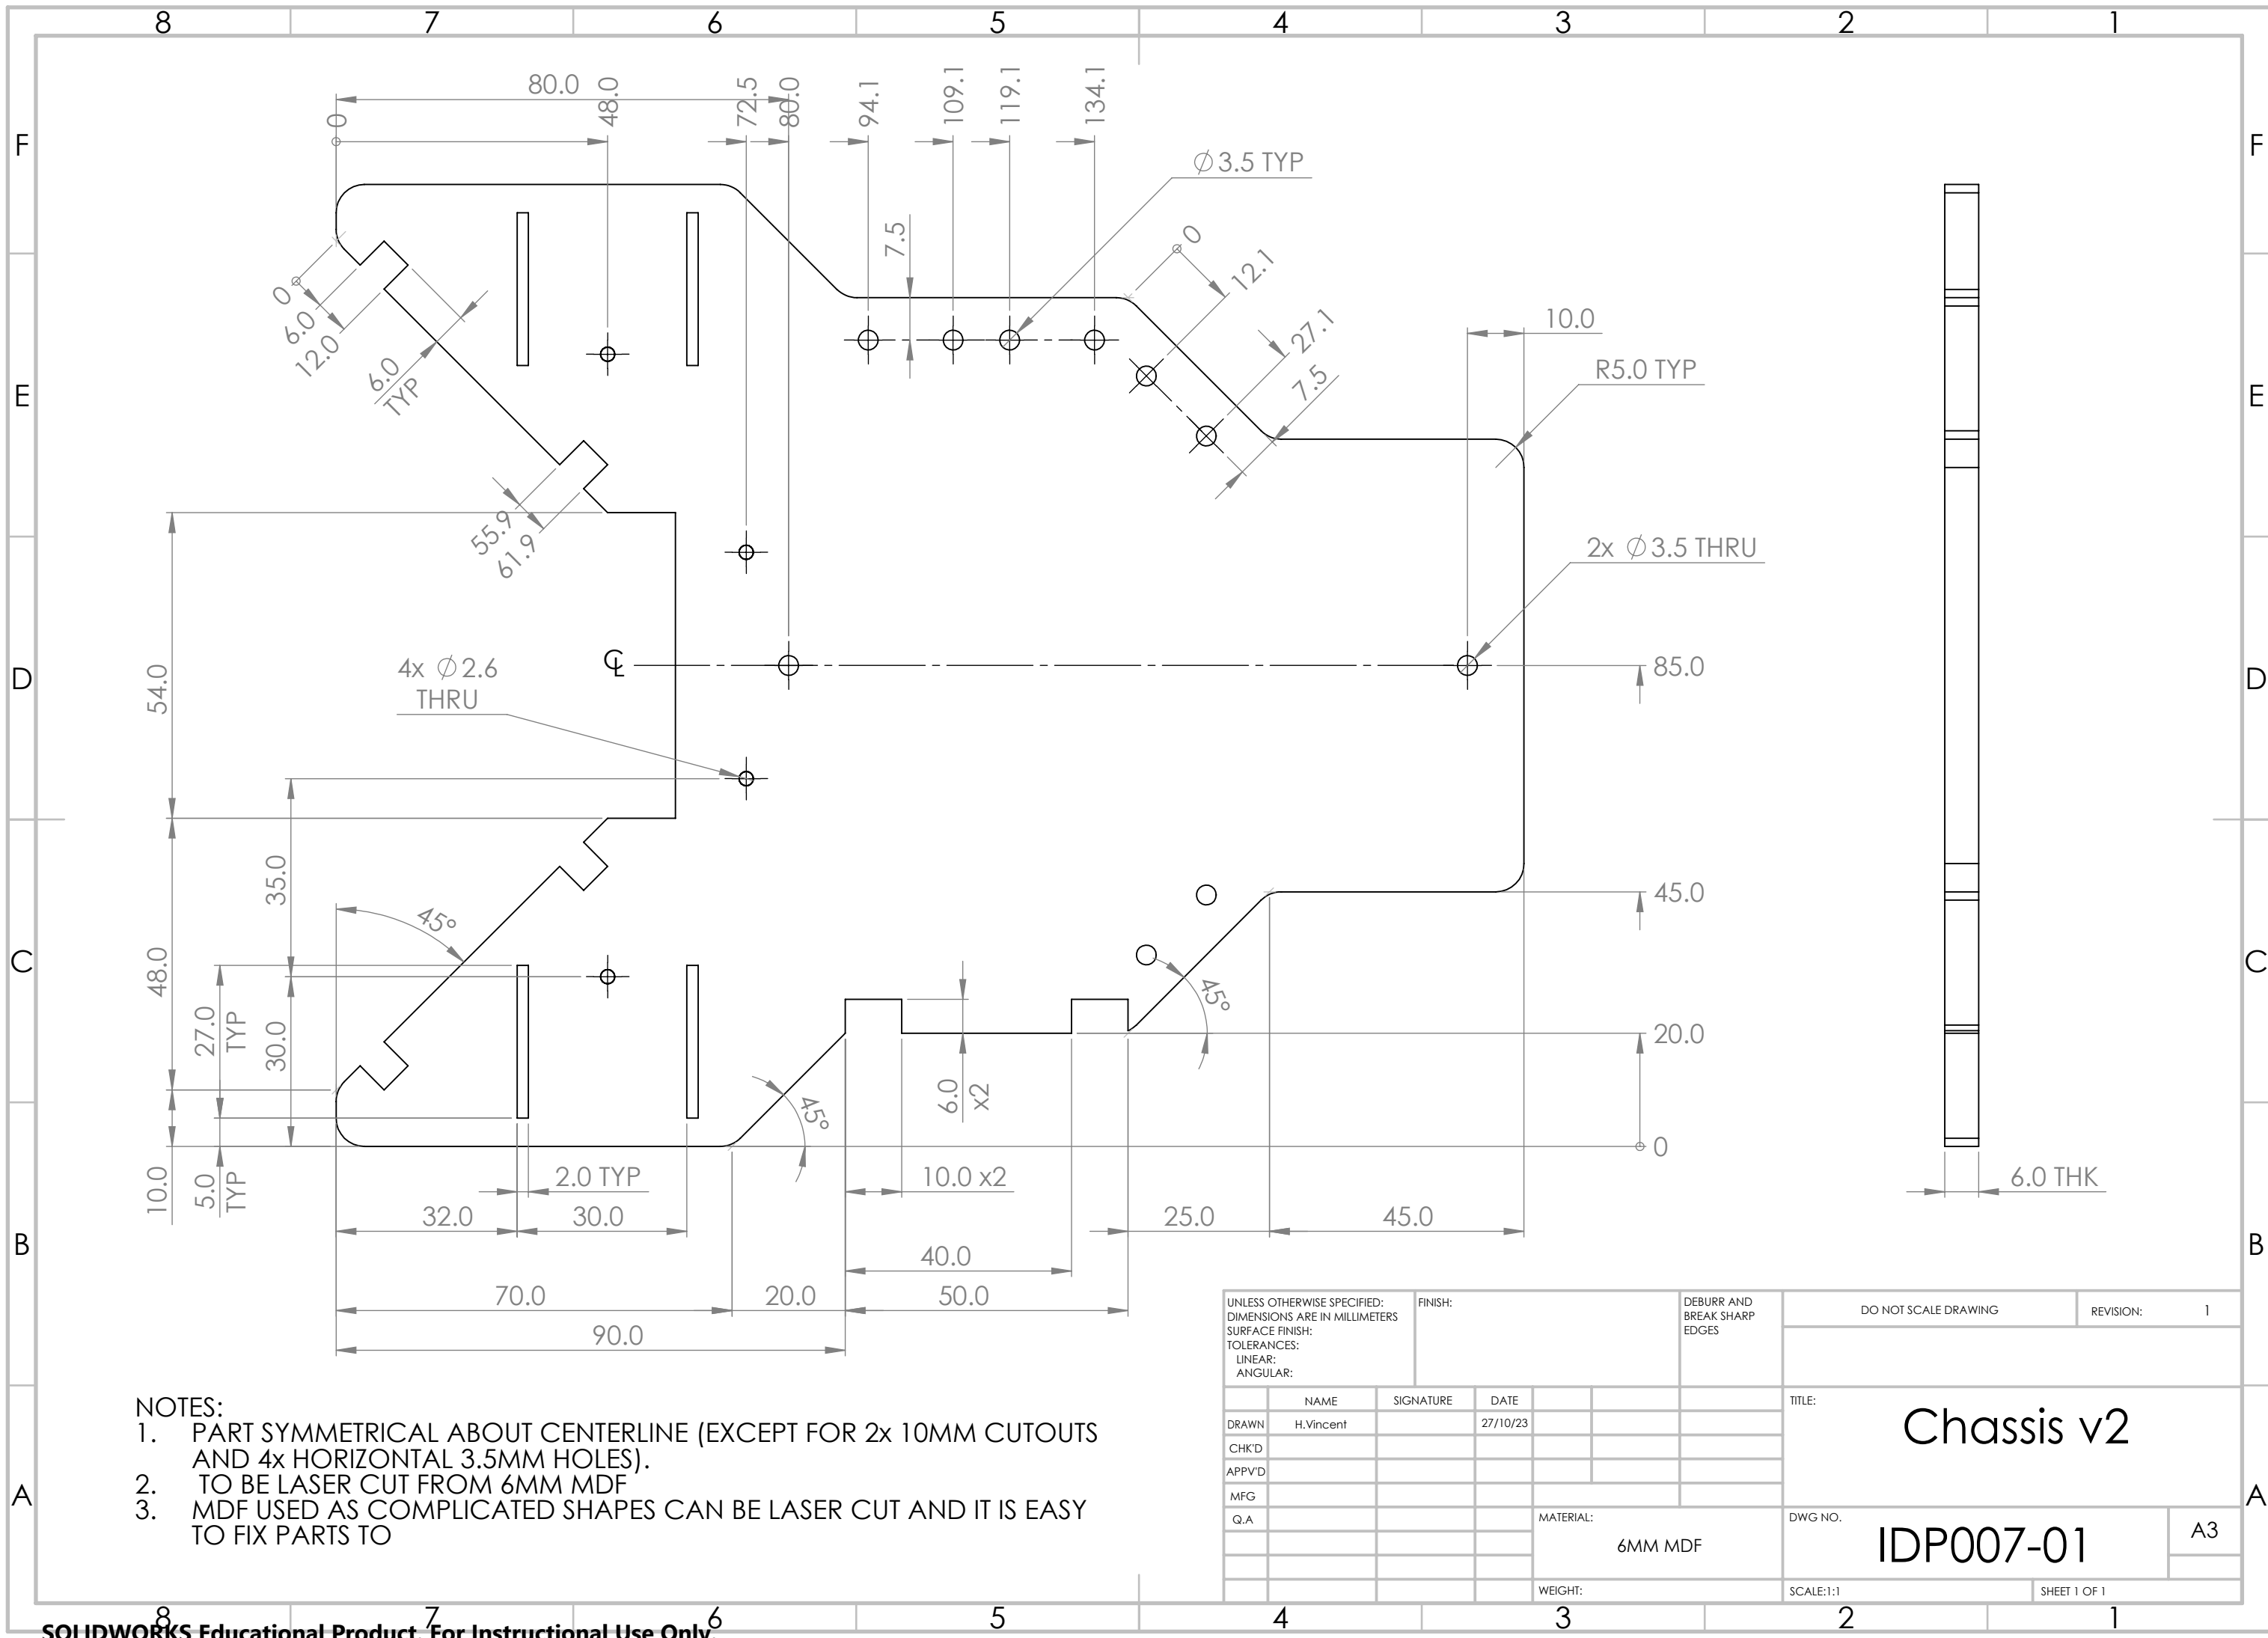 8 7 6 5 4 3 2 1
F
E
D
C
B
A
F
E
D
C
B
A
80.0
0
48.0
72.5
80.0
94.1
109.1
119.1
134.1
Ø3.5 TYP
7.5
0
12.1
27.1
7.5
10.0
R5.0 TYP
0
6.0
12.0
6.0
TYP
55.9
61.9
2x Ø3.5 THRU
54.0
℄
85.0
4x Ø2.6
THRU
35.0
45°
45.0
48.0
27.0
TYP
30.0
45°
20.0
6.0
x2
45°
0
10.0
5.0
TYP
2.0 TYP
10.0 x2
6.0 THK
32.0
30.0
25.0
45.0
40.0
70.0
20.0
50.0
90.0
NOTES:
1. PART SYMMETRICAL ABOUT CENTERLINE (EXCEPT FOR 2x 10MM CUTOUTS
AND 4x HORIZONTAL 3.5MM HOLES).
2. TO BE LASER CUT FROM 6MM MDF
3. MDF USED AS COMPLICATED SHAPES CAN BE LASER CUT AND IT IS EASY
TO FIX PARTS TO
UNLESS OTHERWISE SPECIFIED:
DIMENSIONS ARE IN MILLIMETERS
SURFACE FINISH:
TOLERANCES:
LINEAR:
ANGULAR:
FINISH:
DEBURR AND
BREAK SHARP
EDGES
DO NOT SCALE DRAWING
REVISION: 1
NAME SIGNATURE DATE
DRAWN H.Vincent 27/10/23
CHK'D
APPV'D
MFG
Q.A
TITLE:
Chassis v2
MATERIAL:
6MM MDF
DWG NO.
IDP007-01
A3
WEIGHT:
SCALE:1:1
SHEET 1 OF 1
8 7 6 5 4 3 2 1
SOLIDWORKS Educational Product. For Instructional Use Only.